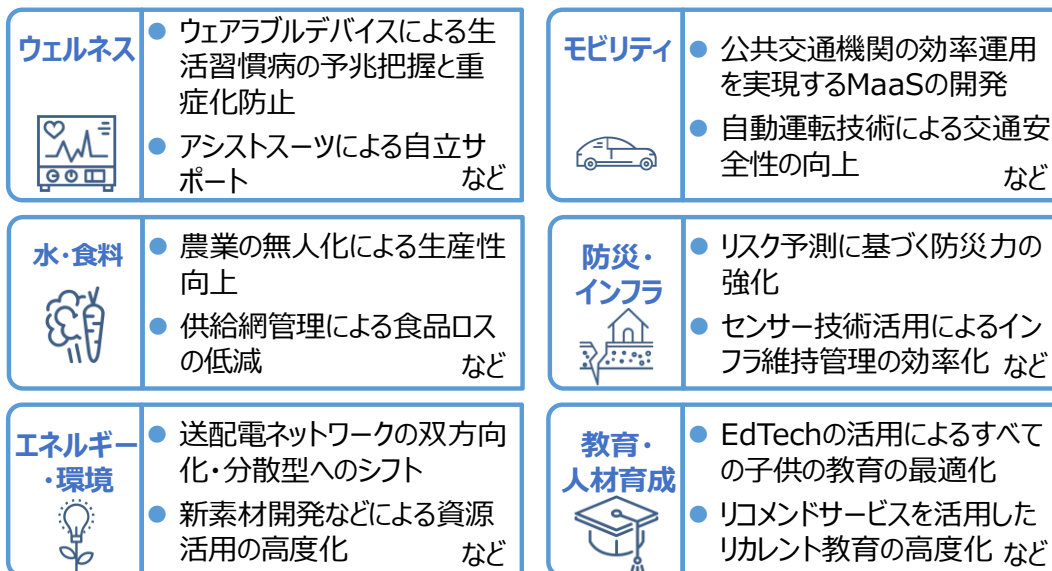 ウェルネス
● ウェアラブルデバイスによる生
活習慣病の予兆把握と重
症化防止
● アシストスーツによる自立サ
ポート など
モビリティ
● 公共交通機関の効率運用
を実現するMaaSの開発
● 自動運転技術による交通安
全性の向上 など
水・食料
● 農業の無人化による生産性
向上
● 供給網管理による食品ロス
の低減 など
防災・
インフラ
● リスク予測に基づく防災力の
強化
● センサー技術活用によるイン
フラ維持管理の効率化 など
エネルギー
・環境
● 送配電ネットワークの双方向
化・分散型へのシフト
● 新素材開発などによる資源
活用の高度化 など
教育・
人材育成
● EdTechの活用によるすべて
の子供の教育の最適化
● リコメンドサービスを活用した
リカレント教育の高度化 など